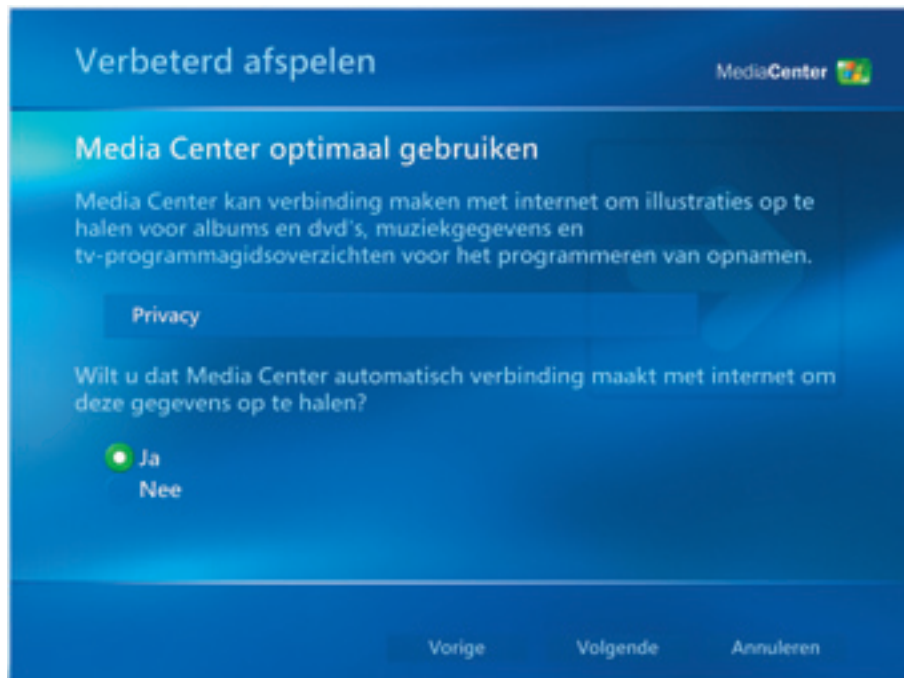 Verbeterd afspelen
MediaCenter
Media Center optimaal gebruiken
Media Center kan verbinding maken met internet om illustraties op te
halen voor albums en dvd's, muziekgegevens en
tv-programmagidsoverzichten voor het programmeren van opnamen.
Privacy
Wilt u dat Media Center automatisch verbinding maakt met internet om
deze gegevens op te halen?
Ja
Nee
Vorige Volgende Annuleren